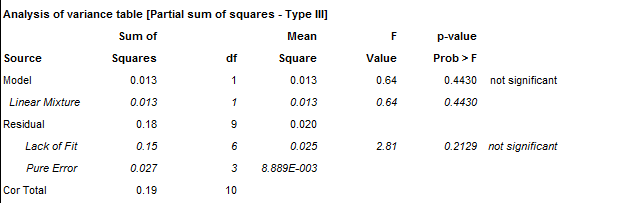 Analysis of variance table [Partial sum of squares - Type III]
Sum of Mean F p-value
Source Squares df Square Value Prob > F
Model 0.013 1 0.013 0.64 0.4430 not significant
Linear Mixture 0.013 1 0.013 0.64 0.4430
Residual 0.18 9 0.020
Lack of Fit 0.15 6 0.025 2.81 0.2129 not significant
Pure Error 0.027 3 8.889E-003
Cor Total 0.19 10